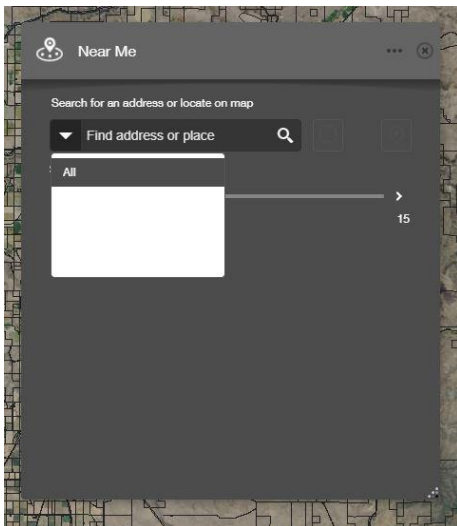 Near Me
Search for an address or locate on map
Find address or place
All
15